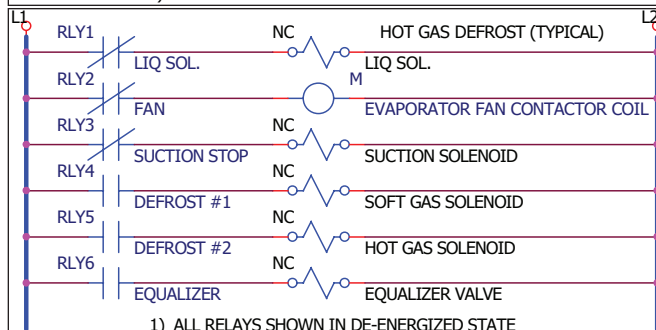 L1 L2
RLY1 NC HOT GAS DEFROST (TYPICAL)
LIQ SOL. LIQ SOL.
RLY2 M
FAN EVAPORATOR FAN CONTACTOR COIL
RLY3 NC
SUCTION STOP SUCTION SOLENOID
RLY4 NC
DEFROST #1 SOFT GAS SOLENOID
RLY5 NC
DEFROST #2 HOT GAS SOLENOID
RLY6 NC
EQUALIZER EQUALIZER VALVE
1) ALL RELAYS SHOWN IN DE-ENERGIZED STATE